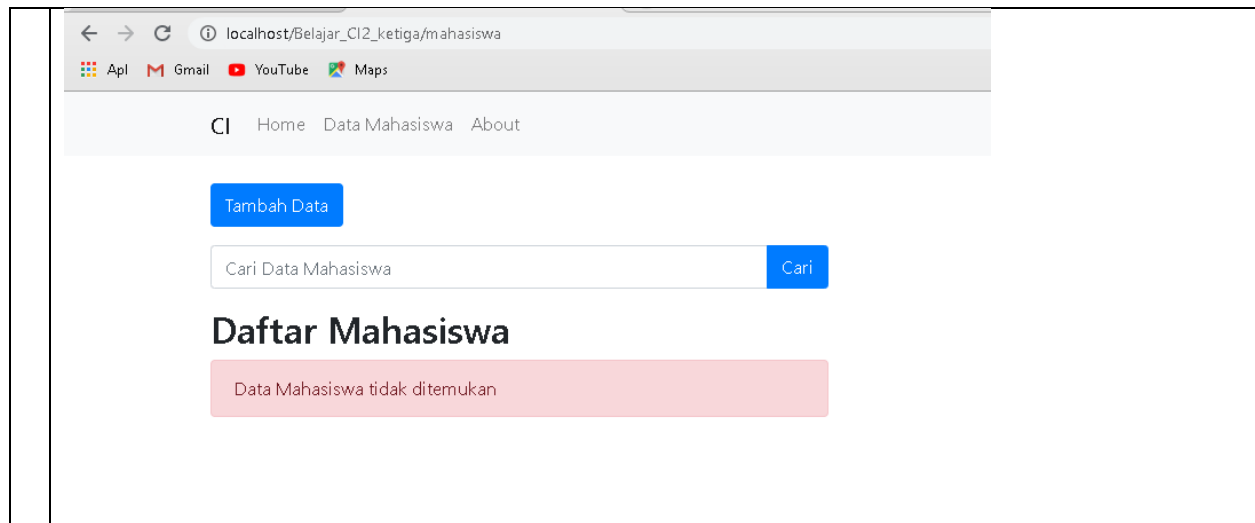 localhost/Belajar_CI2_ketiga/mahasiswa
Apl Gmail YouTube Maps
CI Home Data Mahasiswa About
Tambah Data
Cari Data Mahasiswa Cari
Daftar Mahasiswa
Data Mahasiswa tidak ditemukan